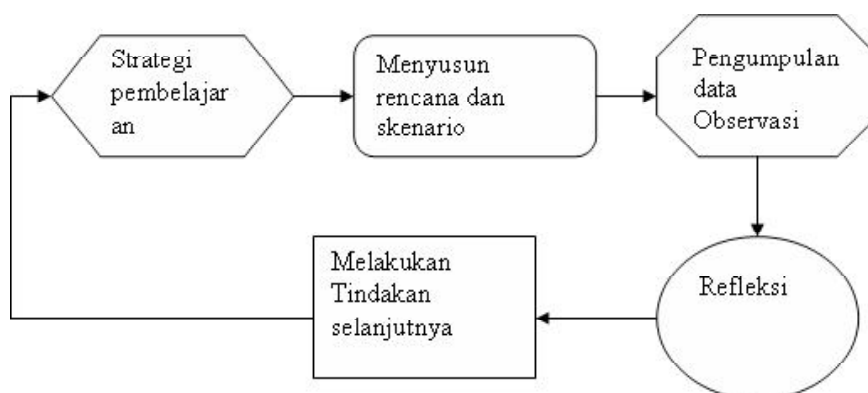 Strategi
pembelajar
an
Menyusun
rencana dan
skenario
Pengumpulan
data
Observasi
Refleksi
Melakukan
Tindakan
selanjutnya